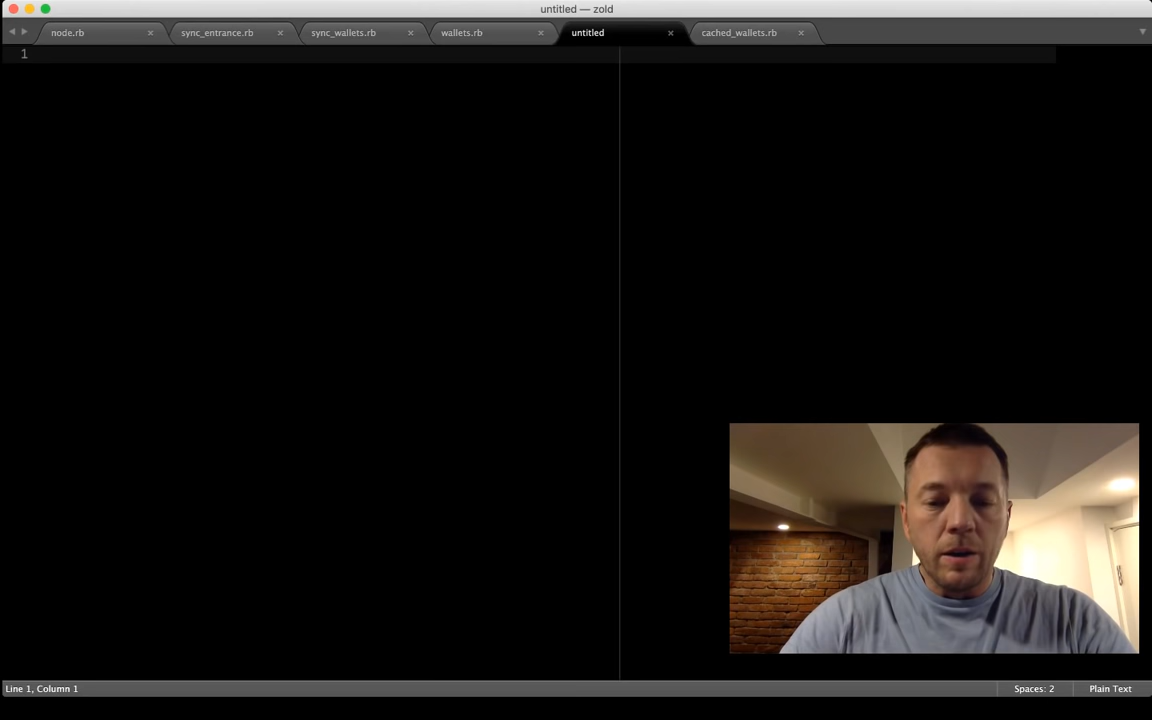 untitled — zold
node.rb
sync_entrance.rb
sync_wallets.rb
wallets.rb
untitled
cached_wallets.rb
1
Line 1, Column 1
Spaces: 2
Plain Text